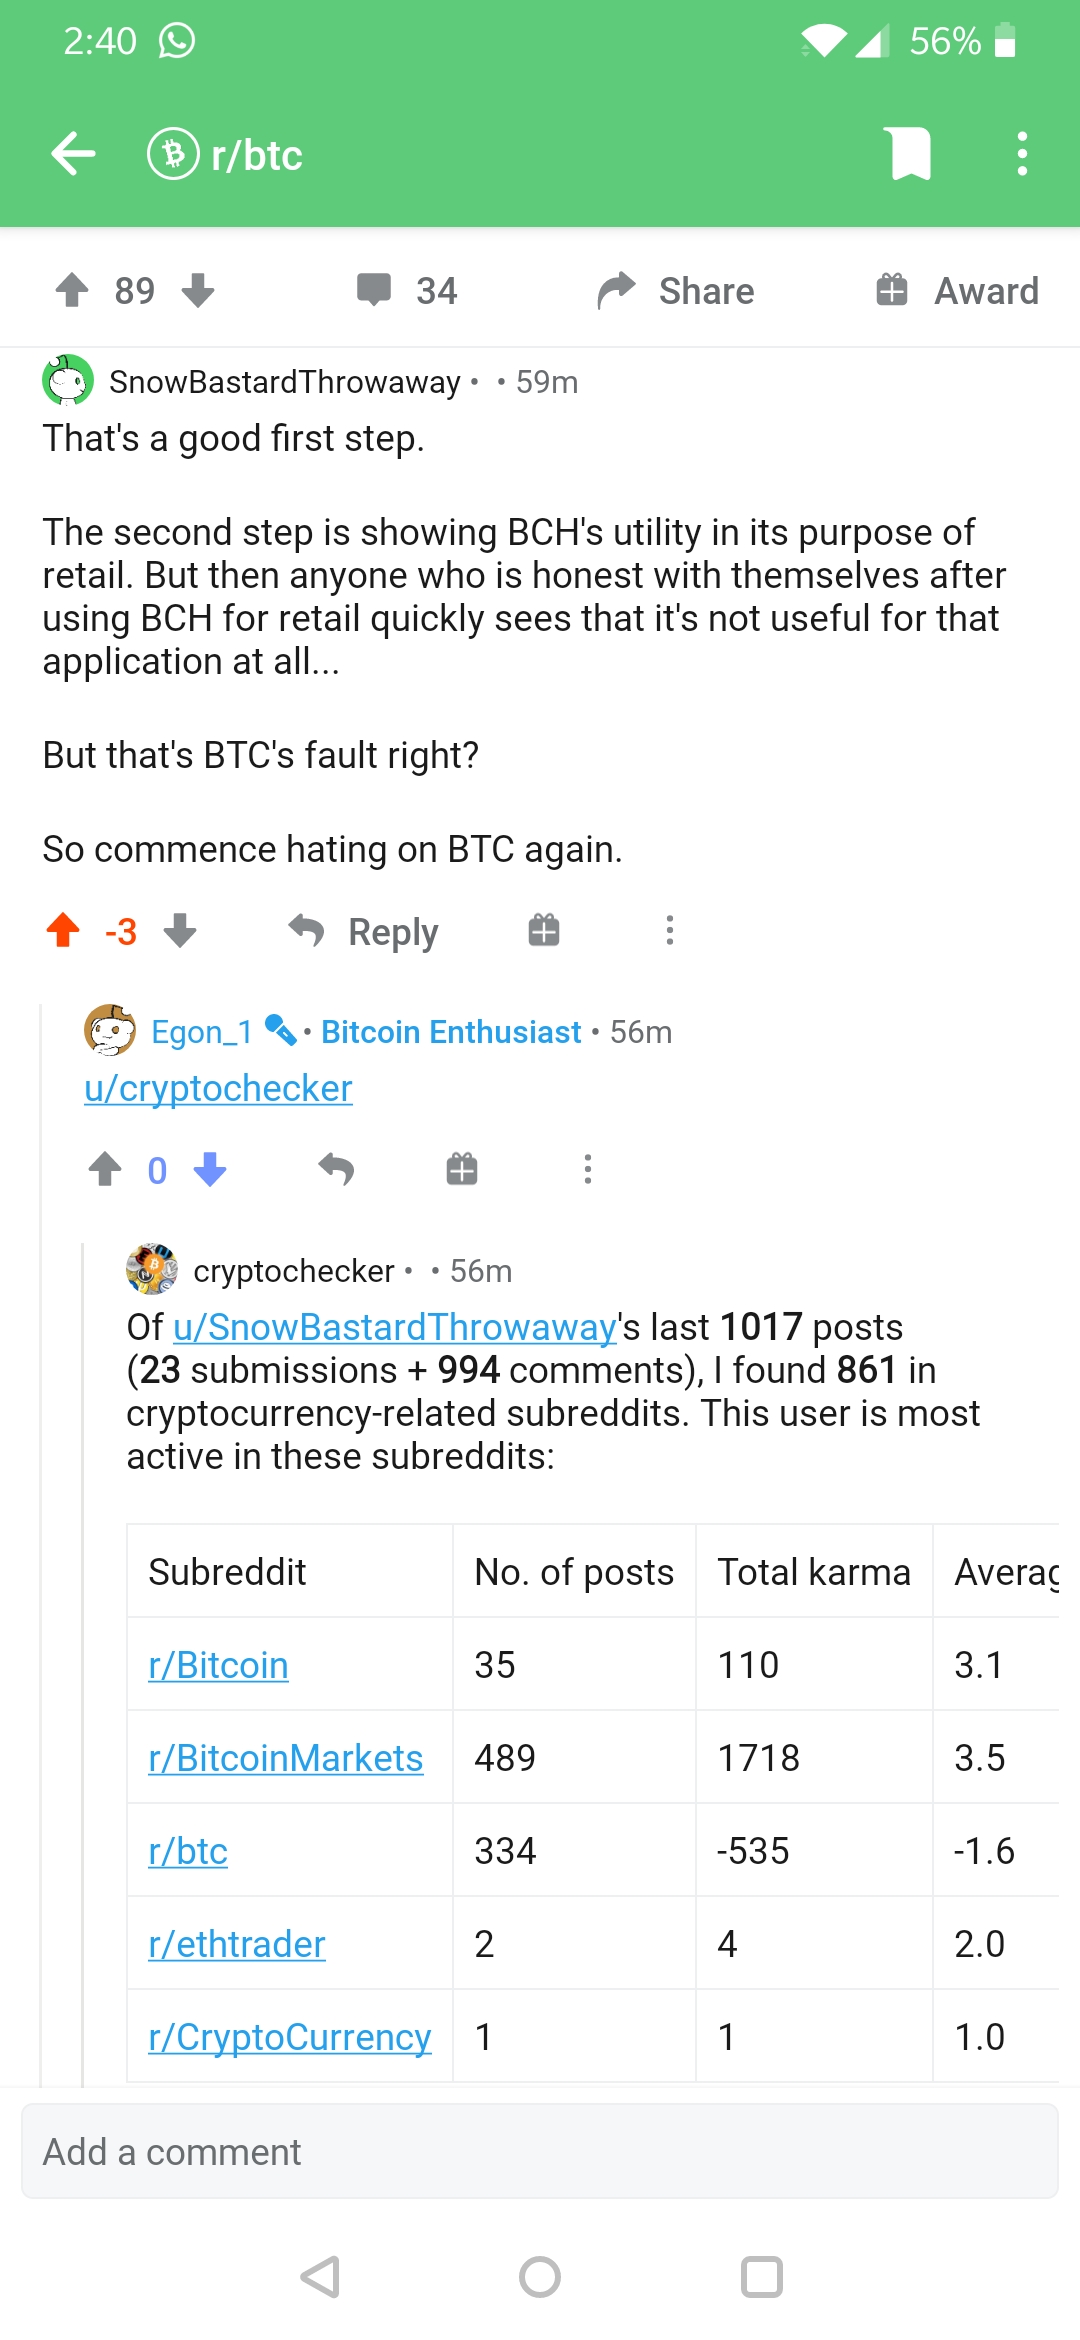 2:40 56%
r/btc
89 34 Share Award
SnowBastardThrowaway • • 59m
That's a good first step.
The second step is showing BCH's utility in its purpose of
retail. But then anyone who is honest with themselves after
using BCH for retail quickly sees that it's not useful for that
application at all...
But that's BTC's fault right?
So commence hating on BTC again.
-3 Reply
Egon_1 • Bitcoin Enthusiast • 56m
u/cryptochecker
0
cryptochecker • • 56m
Of u/SnowBastardThrowaway's last 1017 posts
(23 submissions + 994 comments), I found 861 in
cryptocurrency-related subreddits. This user is most
active in these subreddits:
Subreddit No. of posts Total karma Averag
r/Bitcoin 35 110 3.1
r/BitcoinMarkets 489 1718 3.5
r/btc 334 -535 -1.6
r/ethtrader 2 4 2.0
r/CryptoCurrency 1 1 1.0
Add a comment